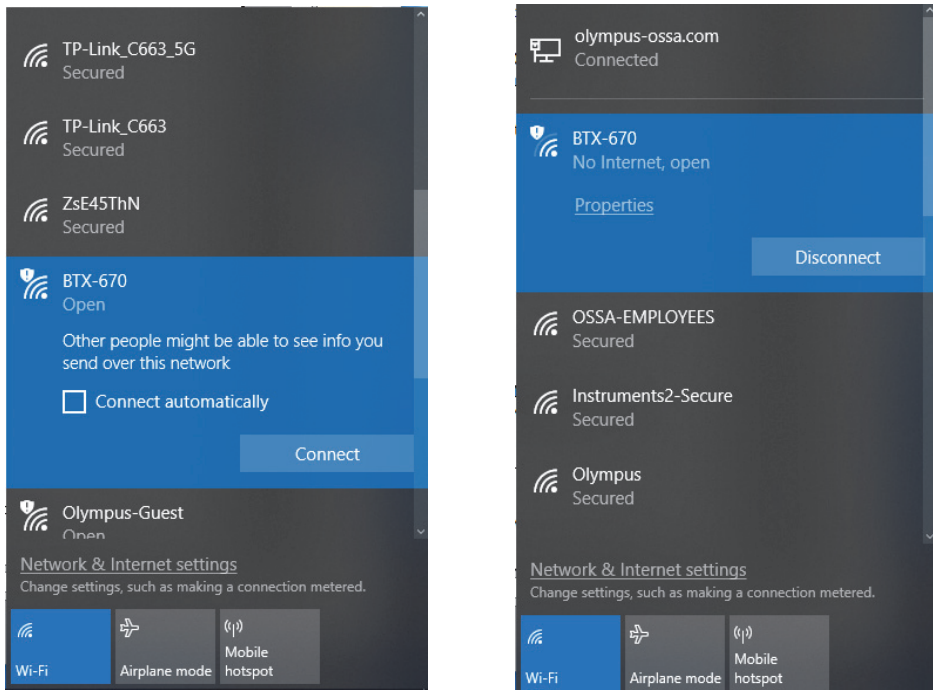 TP-Link_C663_5G
Secured
TP-Link_C663
Secured
ZsE45ThN
Secured
BTX-670
Open
Other people might be able to see info you
send over this network
Connect automatically
Connect
Olympus-Guest
Open
Network & Internet settings
Change settings, such as making a connection metered.
Wi-Fi
Airplane mode
Mobile
hotspot
olympus-ossa.com
Connected
BTX-670
No Internet, open
Properties
Disconnect
OSSA-EMPLOYEES
Secured
Instruments2-Secure
Secured
Olympus
Secured
Network & Internet settings
Change settings, such as making a connection metered.
Wi-Fi
Airplane mode
Mobile
hotspot